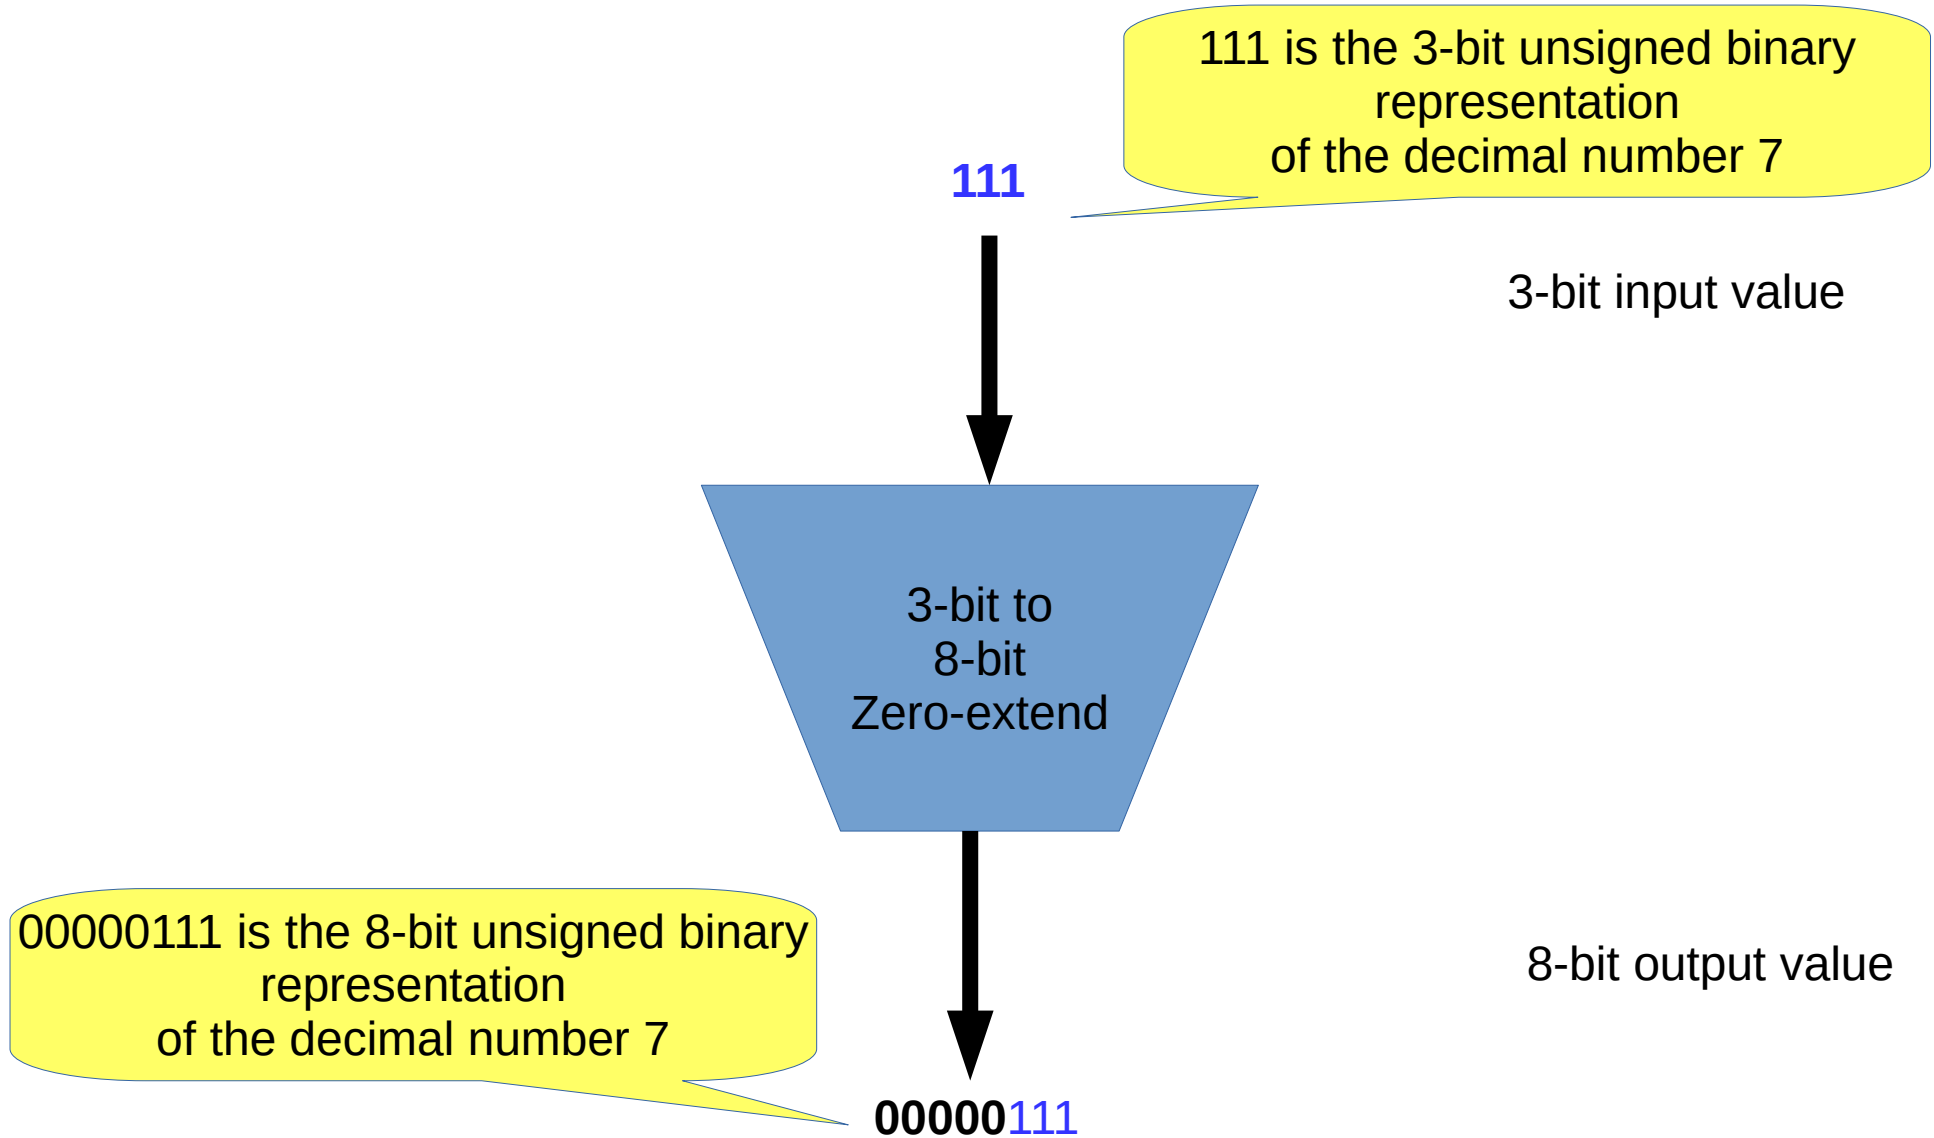 111 is the 3-bit unsigned binary
representation
of the decimal number 7
111
3-bit input value
3-bit to
8-bit
Zero-extend
00000111 is the 8-bit unsigned binary
representation
of the decimal number 7
8-bit output value
00000111